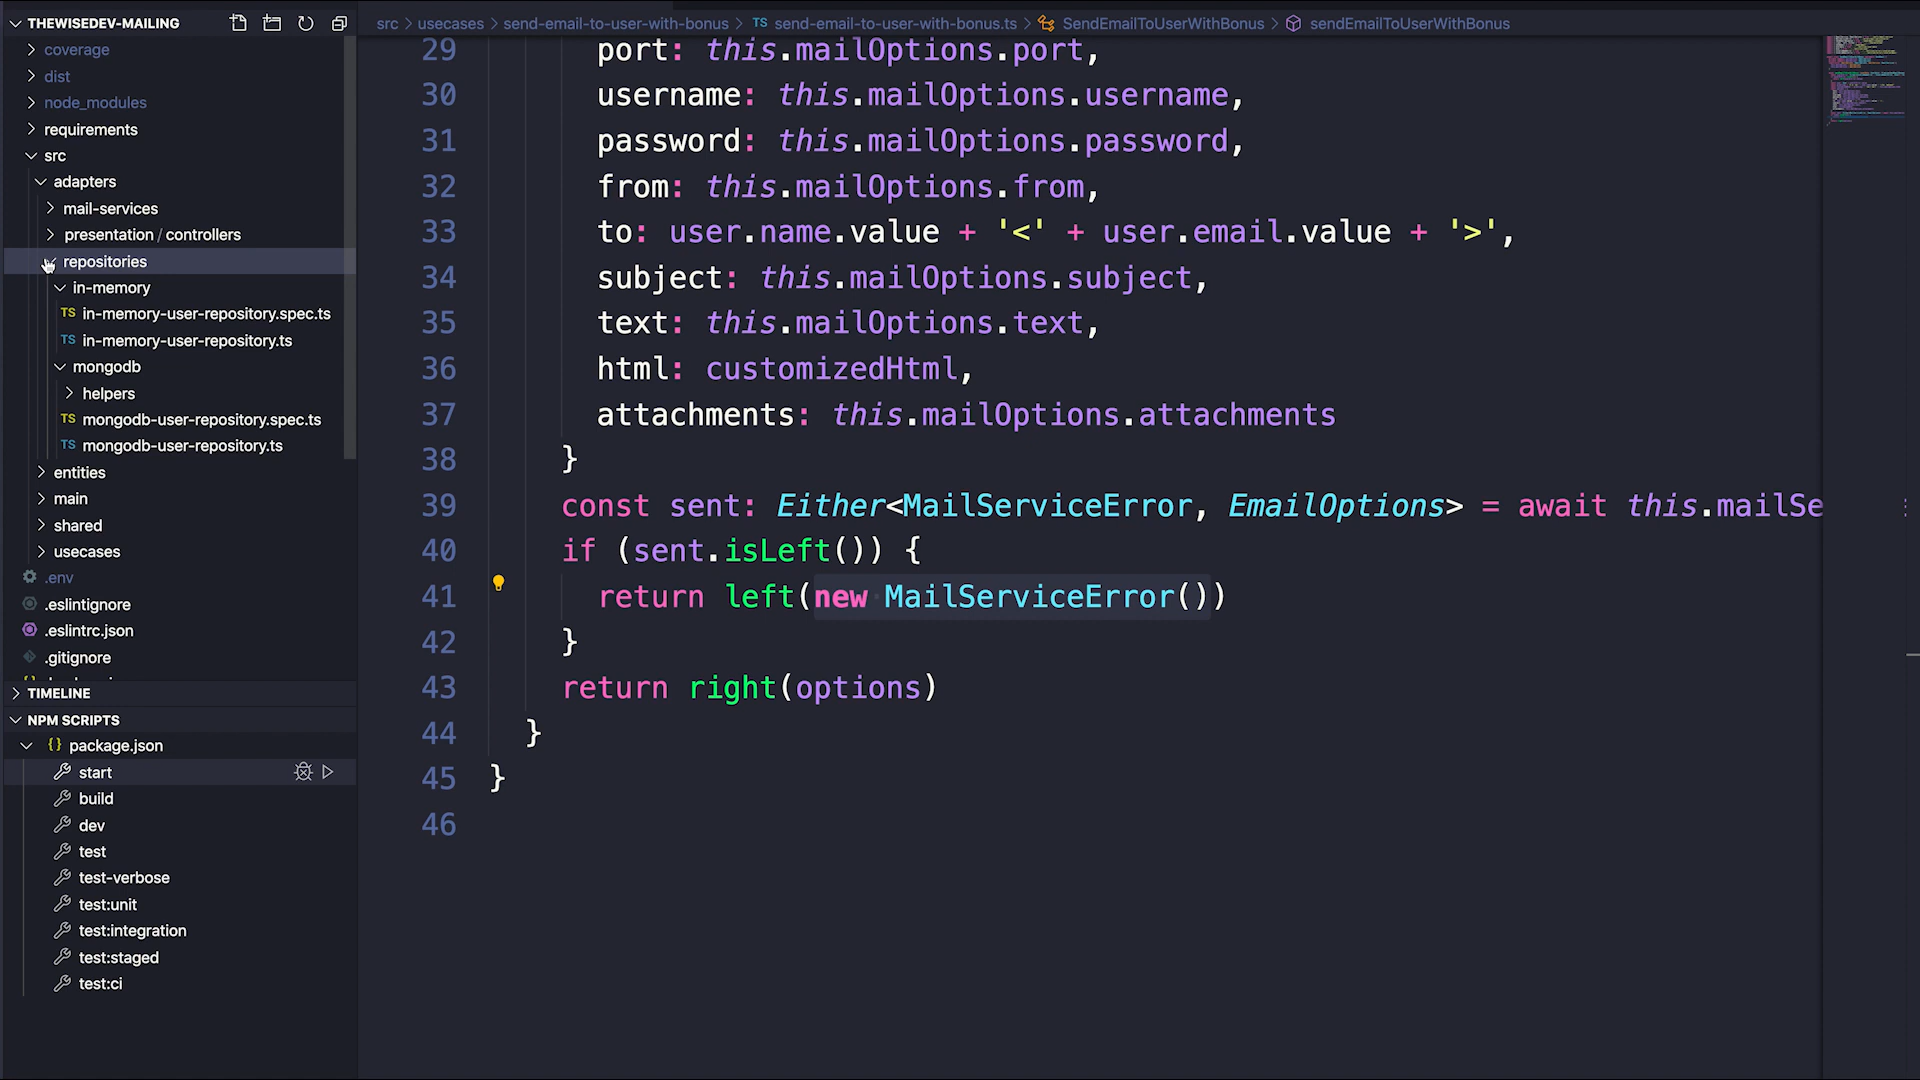 THEWISEDEV-MAILING
coverage
dist
node_modules
requirements
src
adapters
mail-services
presentation / controllers
repositories
in-memory
TS in-memory-user-repository.spec.ts
TS in-memory-user-repository.ts
mongodb
helpers
TS mongodb-user-repository.spec.ts
TS mongodb-user-repository.ts
entities
main
shared
usecases
.env
.eslintignore
.eslintrc.json
.gitignore
TIMELINE
NPM SCRIPTS
{} package.json
start
build
dev
test
test-verbose
test:unit
test:integration
test:staged
test:ci
src > usecases > send-email-to-user-with-bonus > TS send-email-to-user-with-bonus.ts > SendEmailToUserWithBonus > sendEmailToUserWithBonus
29 port: this.mailOptions.port,
30 username: this.mailOptions.username,
31 password: this.mailOptions.password,
32 from: this.mailOptions.from,
33 to: user.name.value + '<' + user.email.value + '>',
34 subject: this.mailOptions.subject,
35 text: this.mailOptions.text,
36 html: customizedHtml,
37 attachments: this.mailOptions.attachments
38 }
39 const sent: Either<MailServiceError, EmailOptions> = await this.mailSe
40 if (sent.isLeft()) {
41 return left(new MailServiceError())
42 }
43 return right(options)
44 }
45 }
46